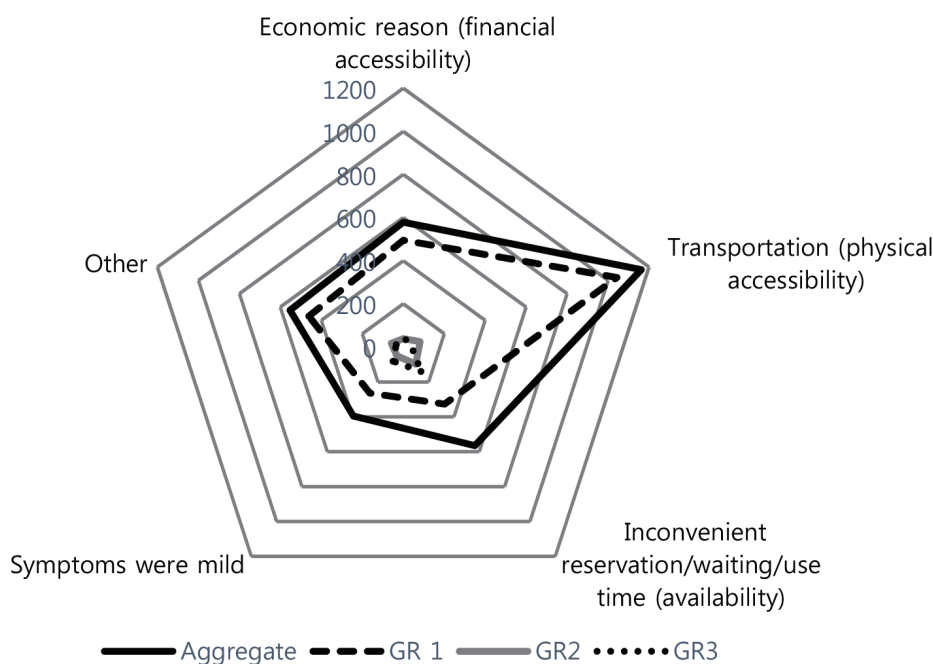 Economic reason (financial
accessibility)
1200
1000
800
600
400
200
0
Transportation (physical
accessibility)
Other
Inconvenient
reservation/waiting/use
time (availability)
Symptoms were mild
Aggregate
GR 1
GR2
GR3